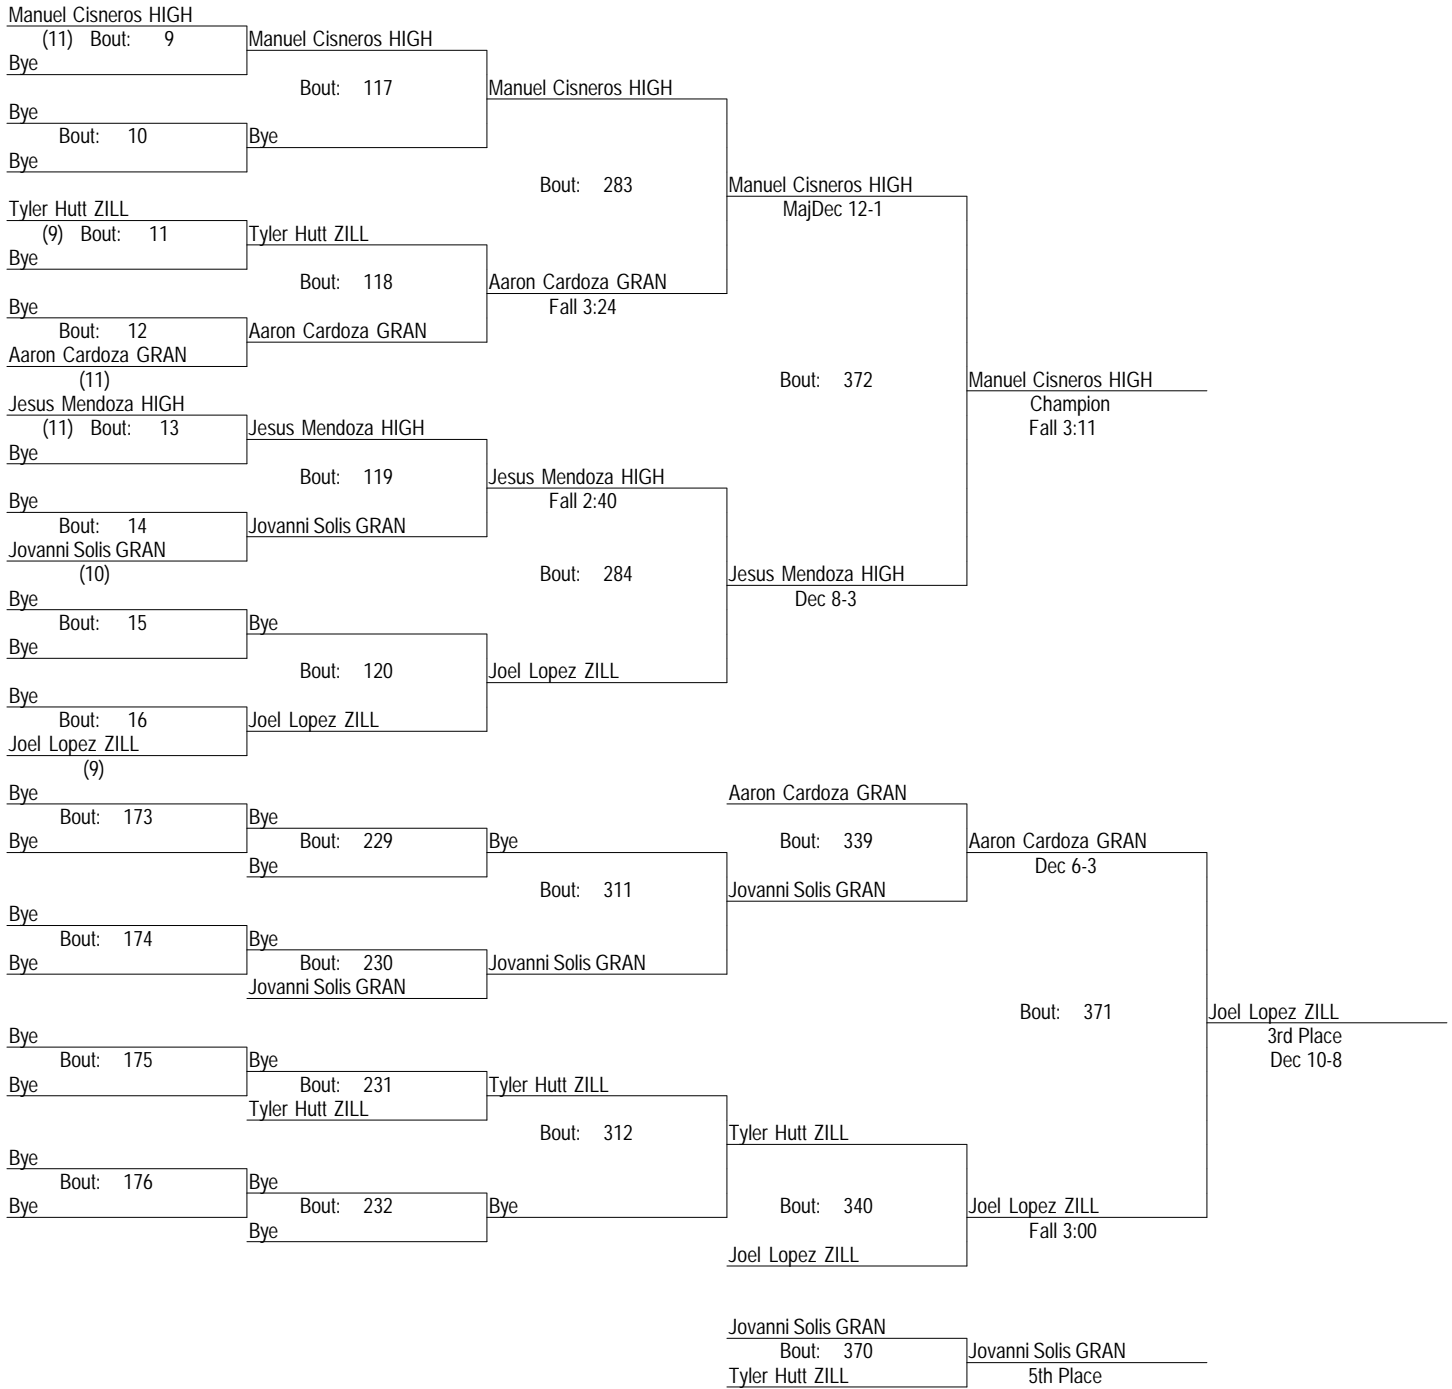 Manuel Cisneros HIGH
(11) Bout: 9
Manuel Cisneros HIGH
Bye
Bout: 117
Manuel Cisneros HIGH
Bye
Bout: 10
Bye
Bye
Bout: 283
Manuel Cisneros HIGH
MajDec 12-1
Tyler Hutt ZILL
(9) Bout: 11
Tyler Hutt ZILL
Bye
Bout: 118
Aaron Cardoza GRAN
Fall 3:24
Bye
Bout: 12
Aaron Cardoza GRAN
Aaron Cardoza GRAN
(11)
Bout: 372
Manuel Cisneros HIGH
Champion
Fall 3:11
Jesus Mendoza HIGH
(11) Bout: 13
Jesus Mendoza HIGH
Bye
Bout: 119
Jesus Mendoza HIGH
Fall 2:40
Bye
Bout: 14
Jovanni Solis GRAN
Jovanni Solis GRAN
(10)
Bout: 284
Jesus Mendoza HIGH
Dec 8-3
Bye
Bout: 15
Bye
Bye
Bout: 120
Joel Lopez ZILL
Bye
Bout: 16
Joel Lopez ZILL
Joel Lopez ZILL
(9)
Bye
Bout: 173
Bye
Bye
Bout: 229
Bye
Bye
Aaron Cardoza GRAN
Bout: 339
Aaron Cardoza GRAN
Dec 6-3
Bout: 311
Jovanni Solis GRAN
Bye
Bout: 174
Bye
Bye
Bout: 230
Jovanni Solis GRAN
Jovanni Solis GRAN
Bout: 371
Joel Lopez ZILL
3rd Place
Dec 10-8
Bye
Bout: 175
Bye
Bye
Bout: 231
Tyler Hutt ZILL
Tyler Hutt ZILL
Bout: 312
Tyler Hutt ZILL
Bye
Bout: 176
Bye
Bye
Bout: 232
Bye
Bye
Bout: 340
Joel Lopez ZILL
Fall 3:00
Joel Lopez ZILL
Jovanni Solis GRAN
Bout: 370
Jovanni Solis GRAN
Tyler Hutt ZILL
5th Place